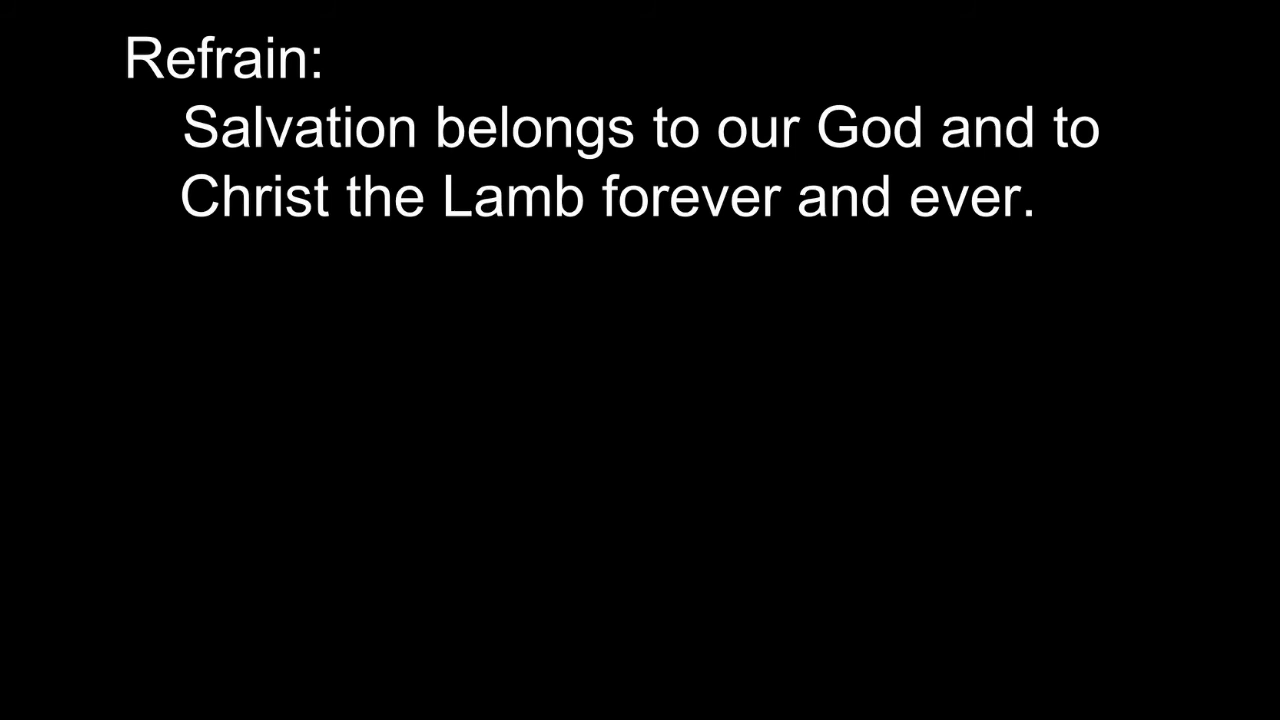 Refrain:
Salvation belongs to our God and to
Christ the Lamb forever and ever.